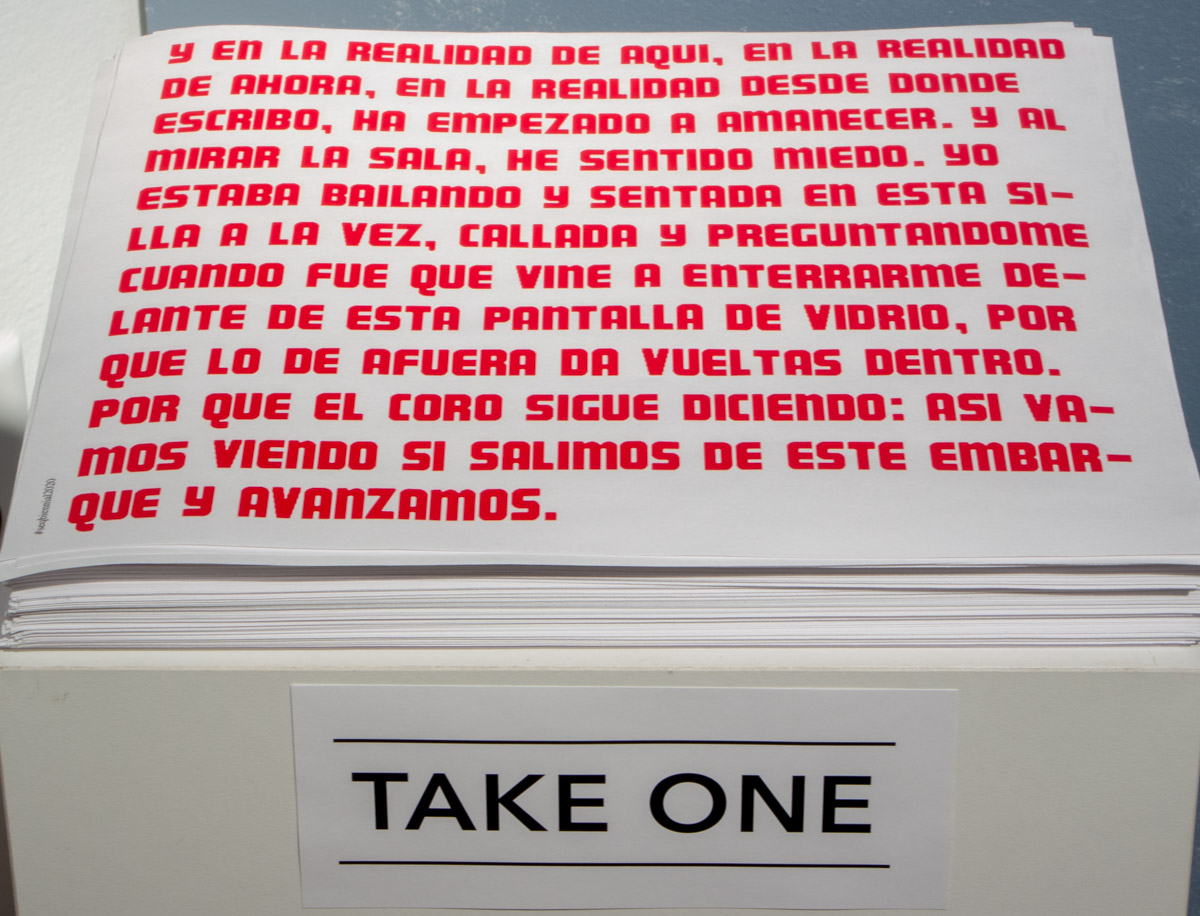 Y EN LA REALIDAD DE AQUI, EN LA REALIDAD
DE AHORA, EN LA REALIDAD DESDE DONDE
ESCRIBO, HA EMPEZADO A AMANECER. Y AL
MIRAR LA SALA, HE SENTIDO MIEDO. YO
ESTABA BAILANDO Y SENTADA EN ESTA SI-
LLA A LA VEZ, CALLADA Y PREGUNTANDOME
CUANDO FUE QUE VINE A ENTERRARME DE-
LANTE DE ESTA PANTALLA DE VIDRIO, POR
QUE LO DE AFUERA DA VUELTAS DENTRO.
POR QUE EL CORO SIGUE DICIENDO: ASI VA-
MOS VIENDO SI SALIMOS DE ESTE EMBAR-
QUE Y AVANZAMOS.
TAKE ONE